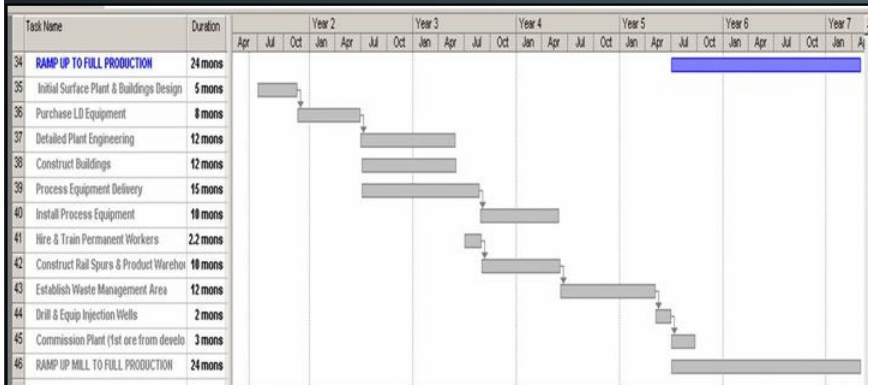 Task Name Duration Year 2 Year 3 Year 4 Year 5 Year 6 Year 7
Apr Jul Oct Jan Apr Jul Oct Jan Apr Jul Oct Jan Apr Jul Oct Jan Apr Jul Oct Jan Apr Jul Oct Jan
34 RAMP UP TO FULL PRODUCTION 24 mons
35 Initial Surface Plant & Buildings Design 5 mons
36 Purchase LD Equipment 8 mons
37 Detailed Plant Engineering 12 mons
38 Construct Buildings 12 mons
39 Process Equipment Delivery 15 mons
40 Install Process Equipment 10 mons
41 Hire & Train Permanent Workers 2.2 mons
42 Construct Rail Spurs & Product Warehou 10 mons
43 Establish Waste Management Area 12 mons
44 Drill & Equip Injection Wells 2 mons
45 Commission Plant (1st ore from develo 3 mons
46 RAMP UP MILL TO FULL PRODUCTION 24 mons